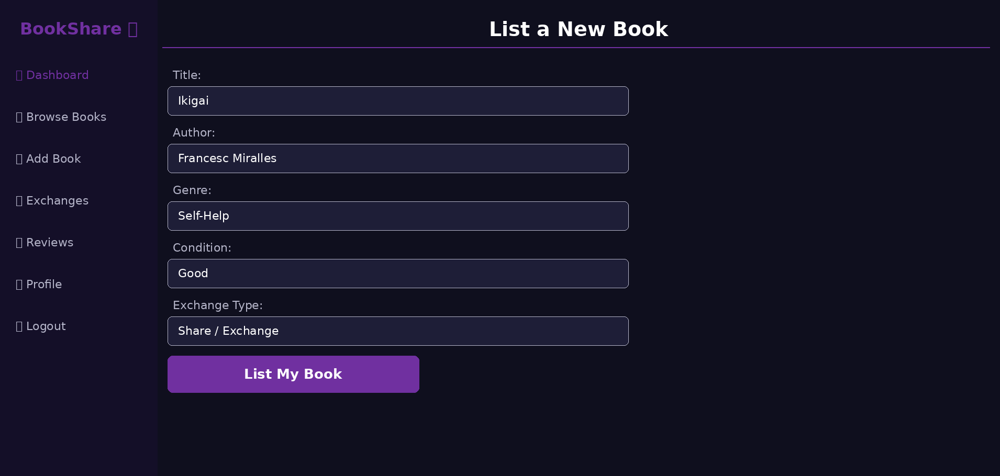 BookShare
Dashboard
Browse Books
Add Book
Exchanges
Reviews
Profile
Logout
List a New Book
Title:
Ikigai
Author:
Francesc Miralles
Genre:
Self-Help
Condition:
Good
Exchange Type:
Share / Exchange
List My Book